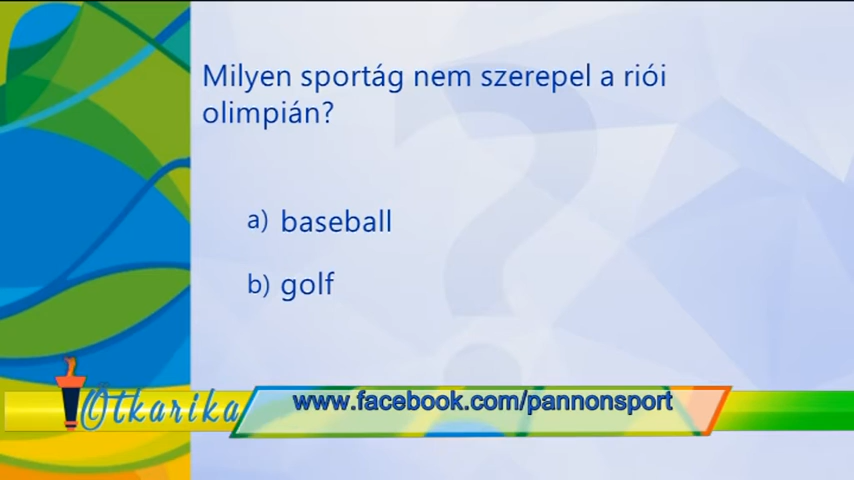 Milyen sportág nem szerepel a riói
olimpián?
a) baseball
b) golf
Ötkarika
www.facebook.com/pannonsport